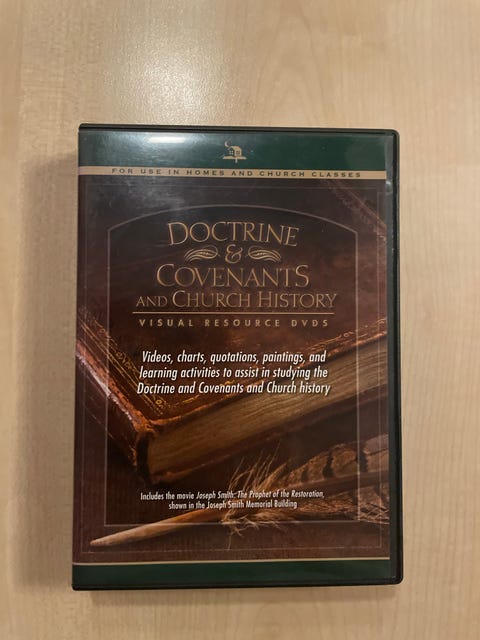 FOR USE IN HOMES AND CHURCH CLASSES
DOCTRINE
&
COVENANTS
AND CHURCH HISTORY
VISUAL RESOURCE DVDS
Videos, charts, quotations, paintings, and
learning activities to assist in studying the
Doctrine and Covenants and Church history
Includes the movie Joseph Smith: The Prophet of the Restoration,
shown in the Joseph Smith Memorial Building